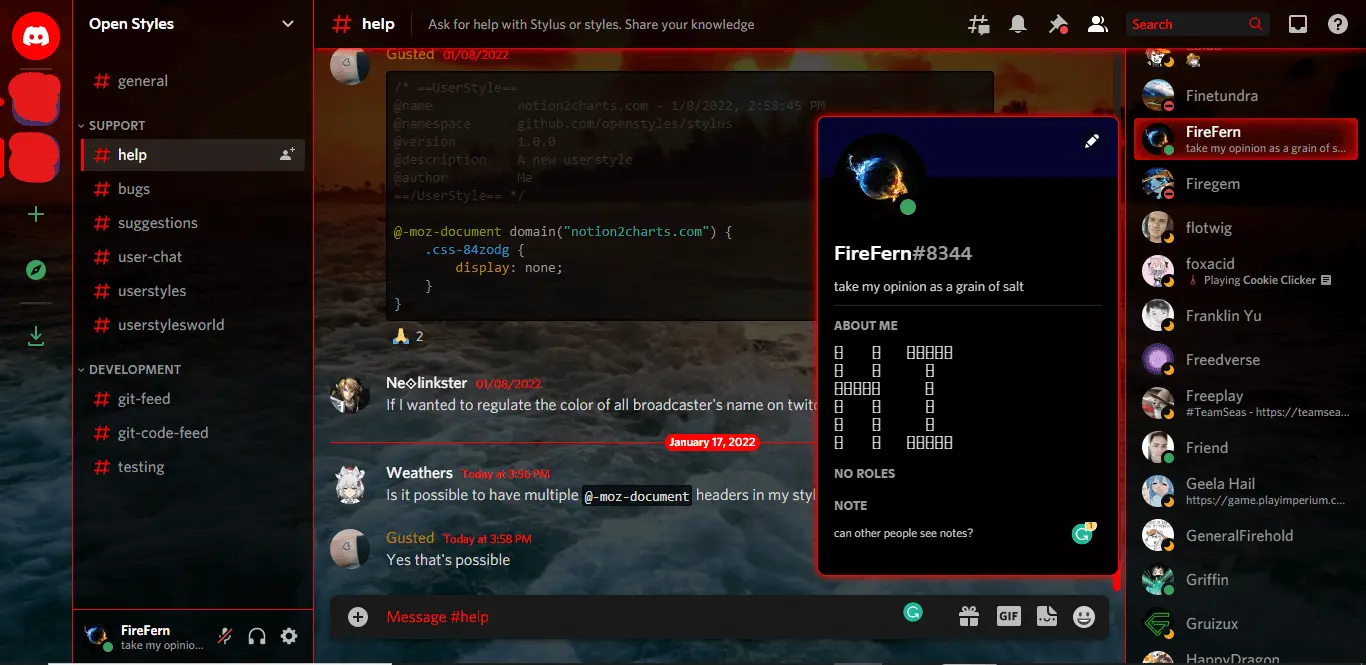 Open Styles
general
SUPPORT
help
bugs
suggestions
user-chat
userstyles
userstylesworld
DEVELOPMENT
git-feed
git-code-feed
testing
FireFern
take my opinio...
help
Ask for help with Stylus or styles. Share your knowledge
Search
Gusted 01/08/2022
/* ==UserStyle==
@name notion2charts.com - 1/8/2022, 2:58:45 PM
@namespace github.com/openstyles/stylus
@version 1.0.0
@description A new userstyle
@author Me
==/UserStyle== */
@-moz-document domain("notion2charts.com") {
.css-84zodg {
display: none;
}
}
🙏 2
Ne⟐linkster 01/08/2022
If I wanted to regulate the color of all broadcaster's name on twitc
January 17, 2022
Weathers Today at 3:56 PM
Is it possible to have multiple @-moz-document headers in my styl
Gusted Today at 3:58 PM
Yes that's possible
Message #help
GIF
FireFern#8344
take my opinion as a grain of salt
ABOUT ME
NO ROLES
NOTE
can other people see notes?
1
Finetundra
FireFern
take my opinion as a grain of s...
Firegem
flotwig
foxacid
Playing Cookie Clicker
Franklin Yu
Freedverse
Freeplay
#TeamSeas - https://teamsea...
Friend
Geela Hail
https://game.playimperium.c...
GeneralFirehold
Griffin
Gruizux
HappyDragon